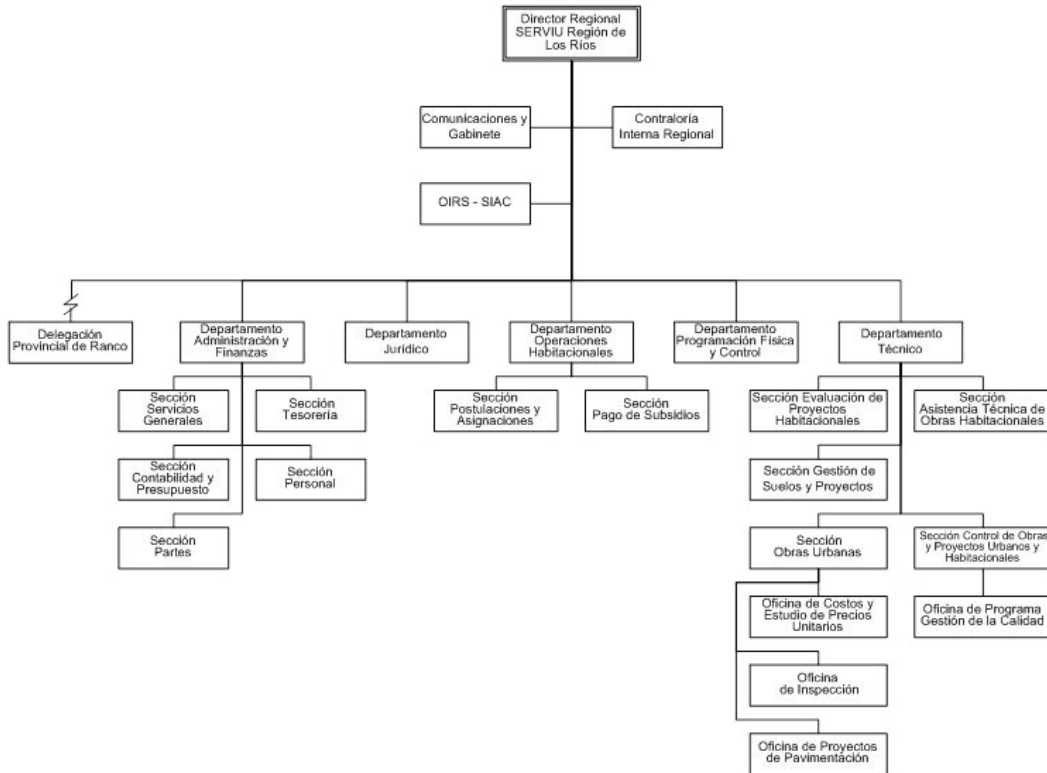 Director Regional
SERVIU Región de
Los Ríos
Comunicaciones y
Gabinete
Contraloría
Interna Regional
OIRS - SIAC
Delegación
Provincial de Ranco
Departamento
Administración y
Finanzas
Departamento
Jurídico
Departamento
Operaciones
Habitacionales
Departamento
Programación Física
y Control
Departamento
Técnico
Sección
Servicios
Generales
Sección
Tesorería
Sección
Contabilidad y
Presupuesto
Sección
Personal
Sección
Partes
Sección
Postulaciones y
Asignaciones
Sección
Pago de Subsidios
Sección Evaluación de
Proyectos
Habitacionales
Sección
Asistencia Técnica de
Obras Habitacionales
Sección Gestión de
Suelos y Proyectos
Sección
Obras Urbanas
Sección Control de Obras
y Proyectos Urbanos y
Habitacionales
Oficina de Costos y
Estudio de Precios
Unitarios
Oficina de Programa
Gestión de la Calidad
Oficina
de Inspección
Oficina de Proyectos
de Pavimentación